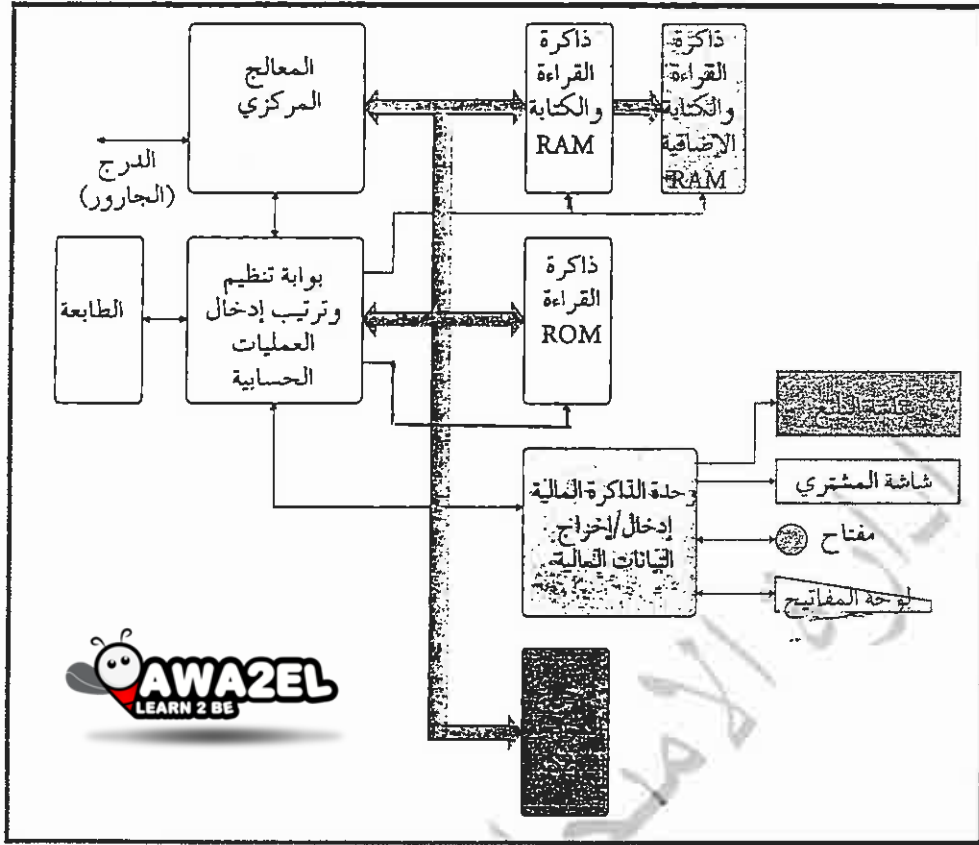 المعالج
المركزي
ذاكرة
القراءة
والكتابة
RAM
ذاكرة
القراءة
والكتابة
الإضافية
RAM
الدرج
(الجارور)
الطابعة
بوابة تنظيم
وترتيب إدخال
العمليات
الحسابية
ذاكرة
القراءة
ROM
وحدة الذاكرة المالية
إدخال/إخراج
البيانات المالية
شاشة المشتري
مفتاح
لوحة المفاتيح
AWA2EL
LEARN 2 BE